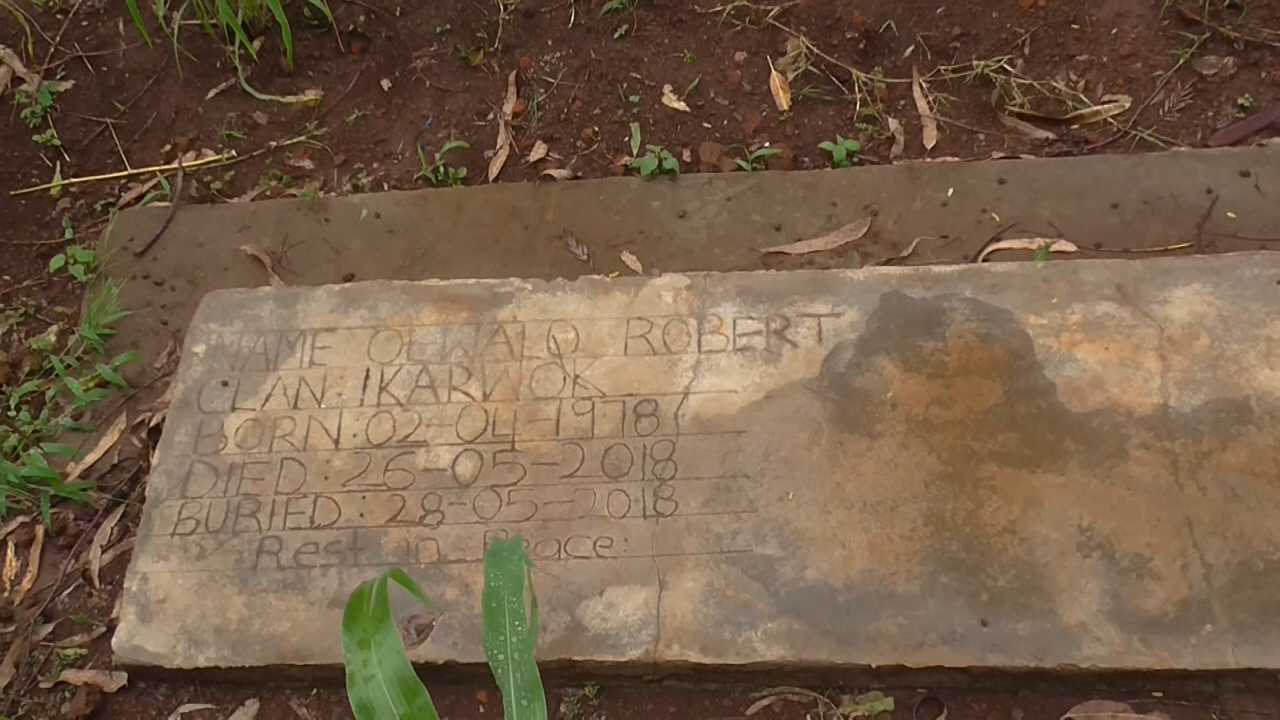 NAME OLWALO ROBERT
CLAN: IKARWOK
BORN: 02-04-1978
DIED: 26-05-2018
BURIED: 28-05-2018
Rest in Peace: